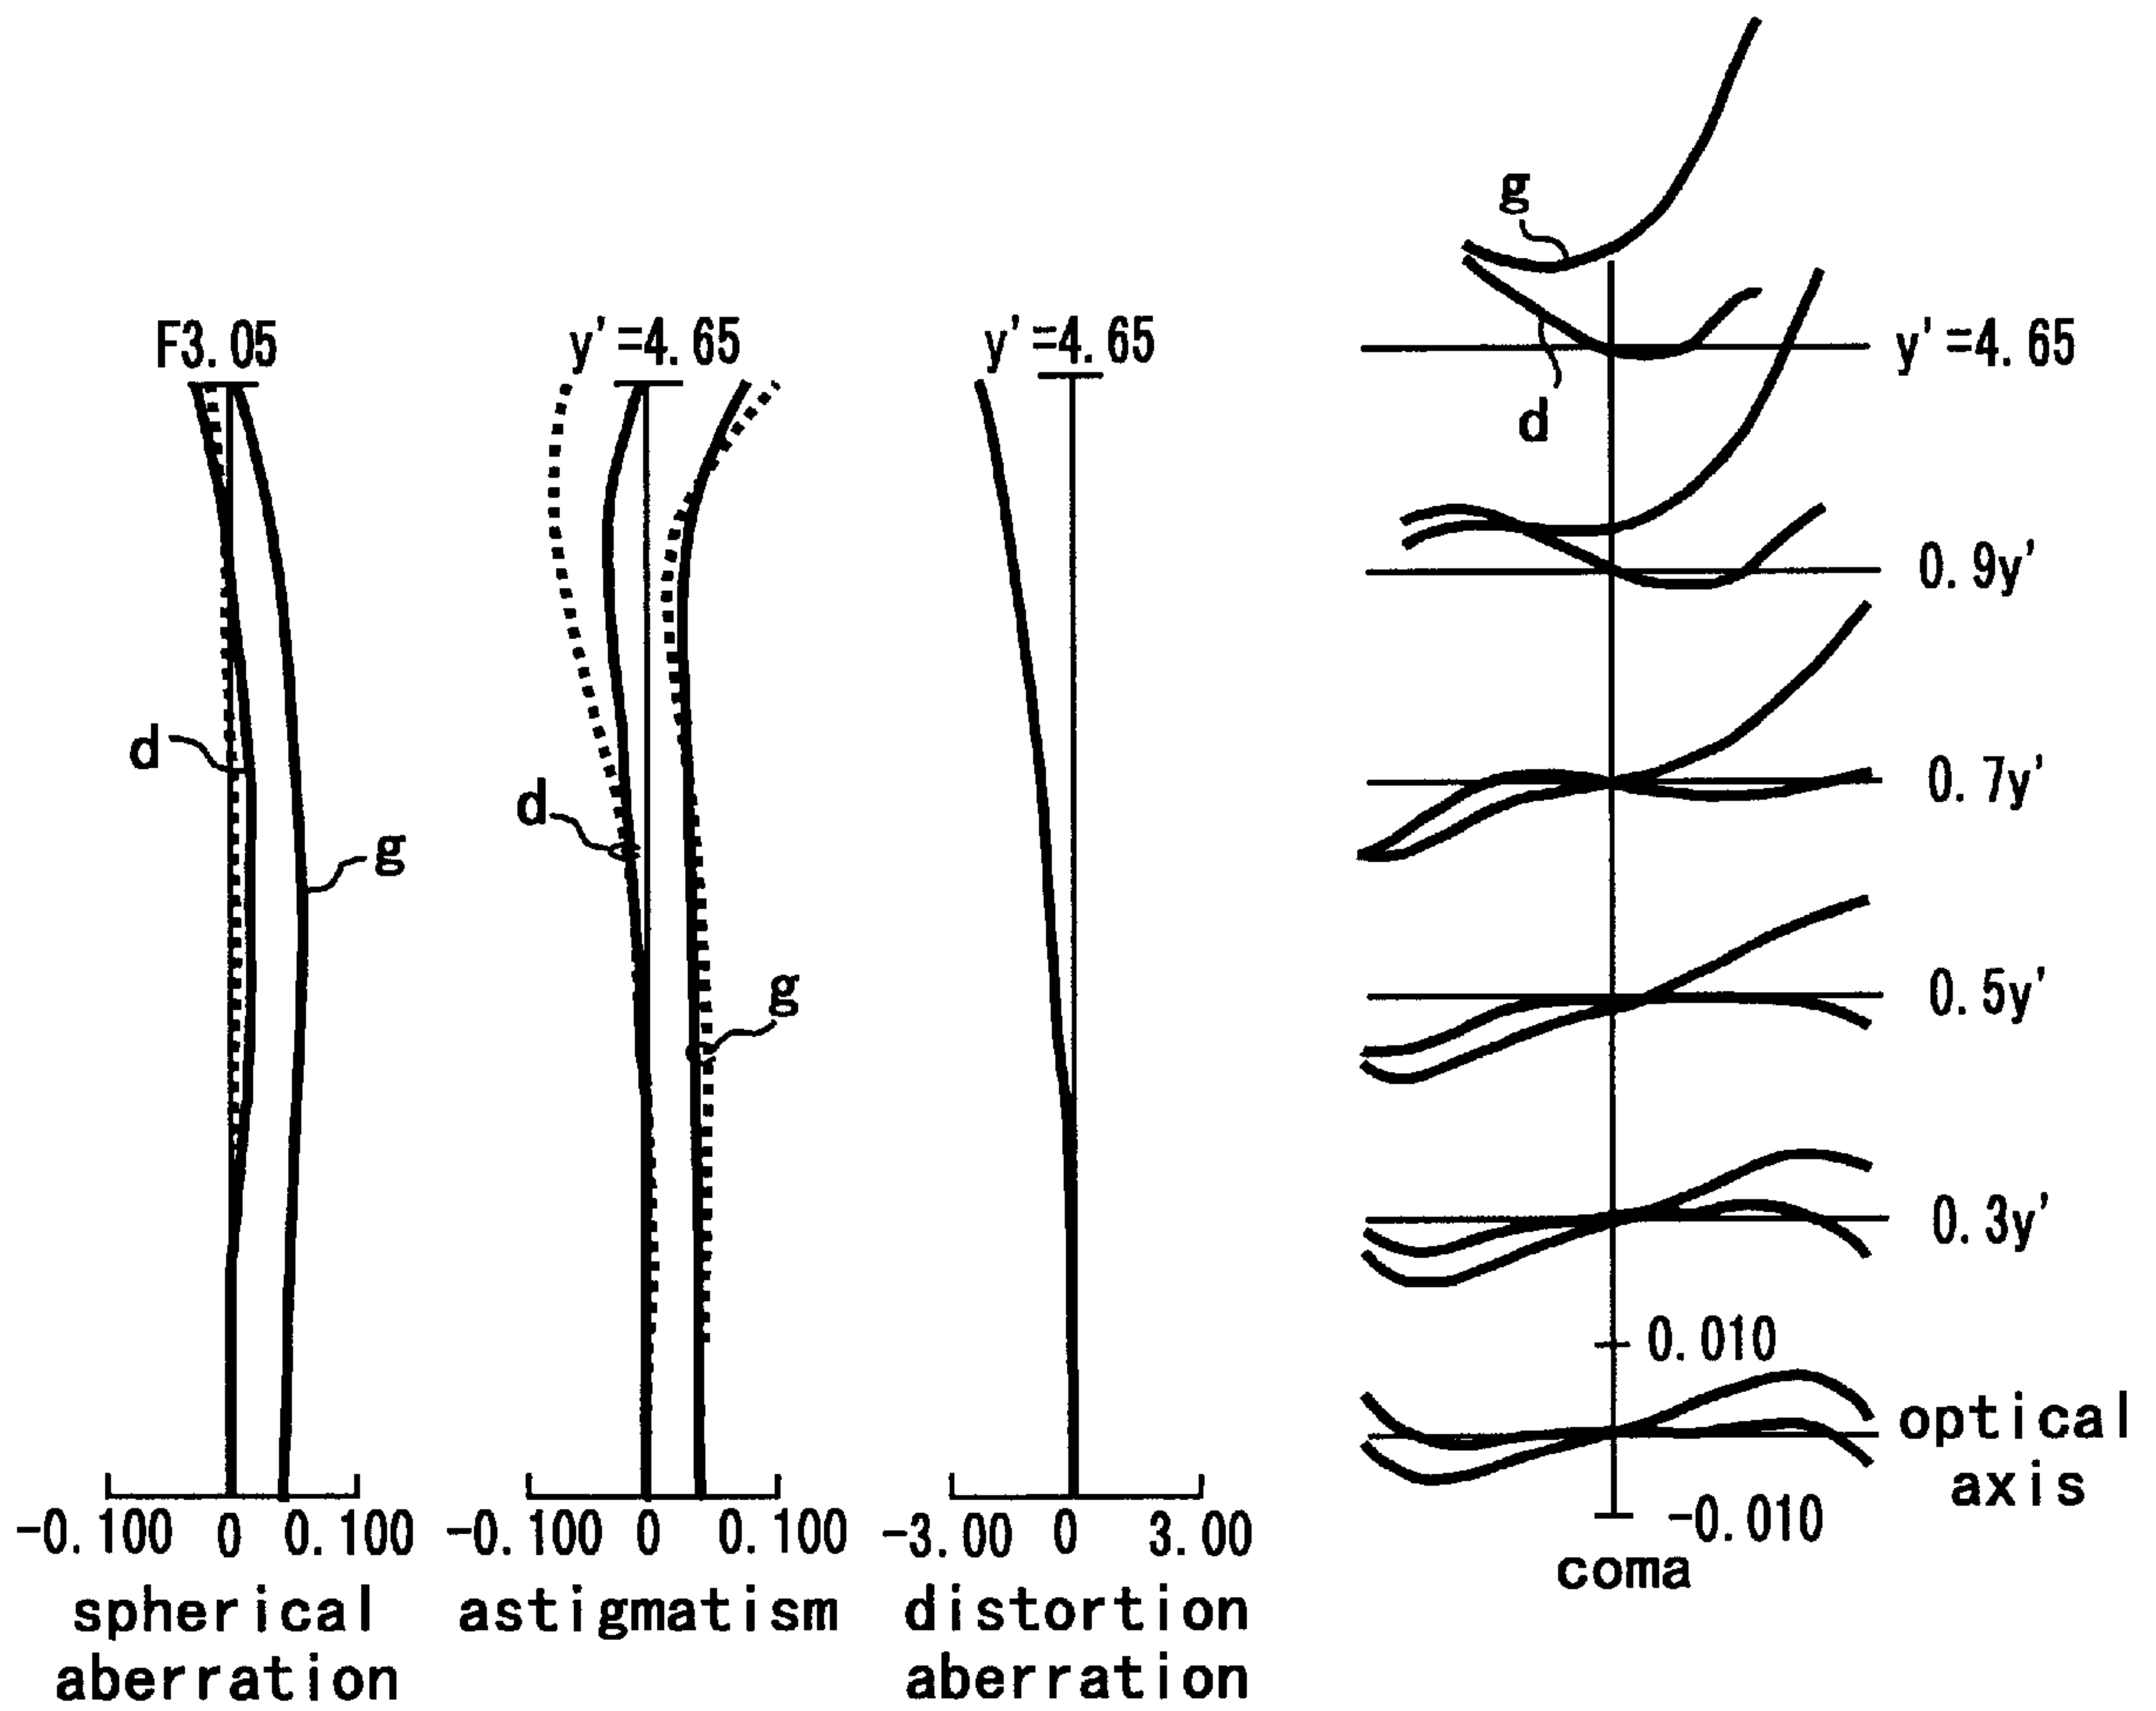 F3.05
d
g
-0.100 0 0.100
spherical
aberration
y'=4.65
d
g
-0.100 0 0.100
astigmatism
y'=4.65
-3.00 0 3.00
distortion
aberration
g
d
y'=4.65
0.9y'
0.7y'
0.5y'
0.3y'
0.010
optical
axis
-0.010
coma